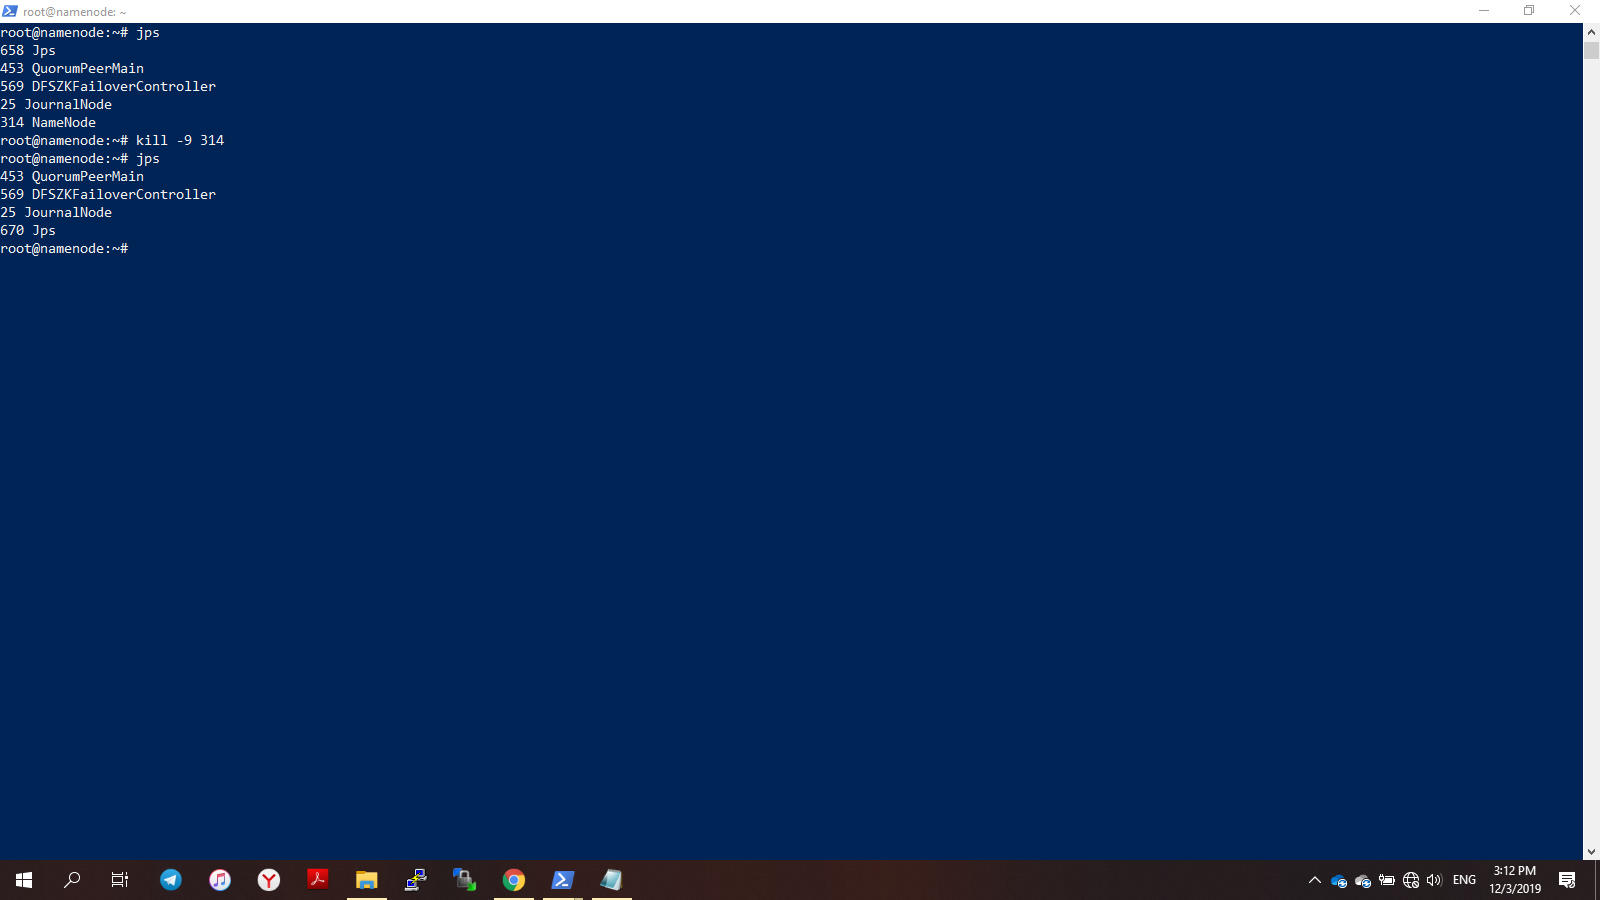 root@namenode: ~
root@namenode:~# jps
658 Jps
453 QuorumPeerMain
569 DFSZKFailoverController
25 JournalNode
314 NameNode
root@namenode:~# kill -9 314
root@namenode:~# jps
453 QuorumPeerMain
569 DFSZKFailoverController
25 JournalNode
670 Jps
root@namenode:~#
ENG
3:12 PM
12/3/2019